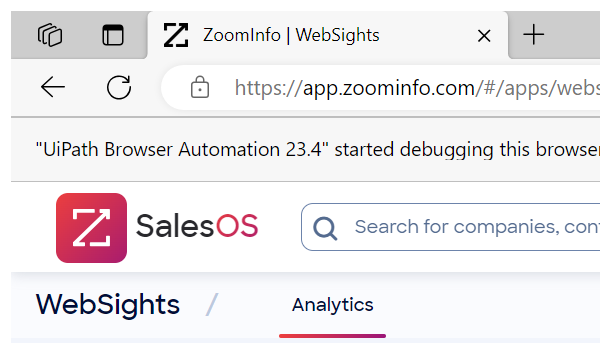 ZoomInfo | WebSights
https://app.zoominfo.com/#/apps/webs
"UiPath Browser Automation 23.4" started debugging this browser
SalesOS
Search for companies, con
WebSights / Analytics